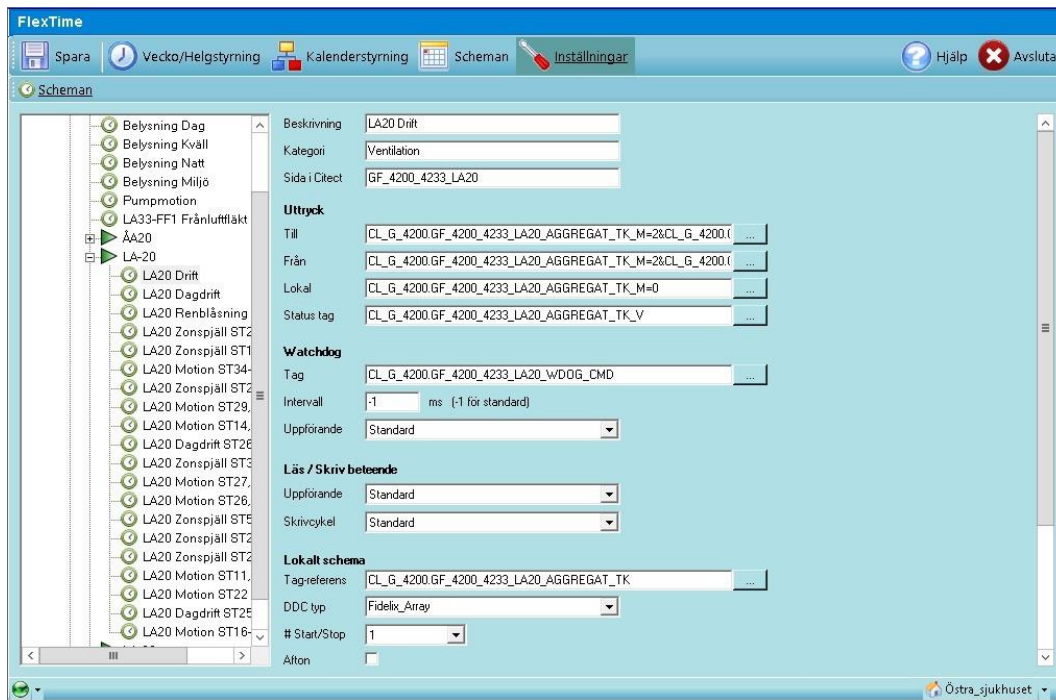 FlexTime
Spara Vecko/Helgstyrning Kalenderstyrning Scheman Inställningar Hjälp Avsluta
Scheman
Belysning Dag
Belysning Kväll
Belysning Natt
Belysning Miljö
Pumpmotion
LA33-FF1 Frånluftfläkt
ÅA20
LA-20
LA20 Drift
LA20 Dagdrift
LA20 Renblåsning
LA20 Zonspjäll ST2
LA20 Zonspjäll ST1
LA20 Motion ST34-
LA20 Zonspjäll ST2
LA20 Motion ST29,
LA20 Motion ST14,
LA20 Dagdrift ST26
LA20 Zonspjäll ST3
LA20 Motion ST27,
LA20 Motion ST26,
LA20 Zonspjäll ST5
LA20 Zonspjäll ST2
LA20 Zonspjäll ST2
LA20 Motion ST11,
LA20 Motion ST22
LA20 Dagdrift ST25
LA20 Motion ST16-
Beskrivning LA20 Drift
Kategori Ventilation
Sida i Citect GF_4200_4233_LA20
Uttryck
Till CL_G_4200.GF_4200_4233_LA20_AGGREGAT_TK_M=2&CL_G_4200.( ...
Från CL_G_4200.GF_4200_4233_LA20_AGGREGAT_TK_M=2&CL_G_4200.( ...
Lokal CL_G_4200.GF_4200_4233_LA20_AGGREGAT_TK_M=0 ...
Status tag CL_G_4200.GF_4200_4233_LA20_AGGREGAT_TK_V ...
Watchdog
Tag CL_G_4200.GF_4200_4233_LA20_WDOG_CMD ...
Intervall -1 ms (-1 för standard)
Uppförande Standard
Läs / Skriv beteende
Uppförande Standard
Skrivcykel Standard
Lokalt schema
Tag-referens CL_G_4200.GF_4200_4233_LA20_AGGREGAT_TK ...
DDC typ Fidelix_Array
# Start/Stop 1
Afton
Östra_sjukhuset